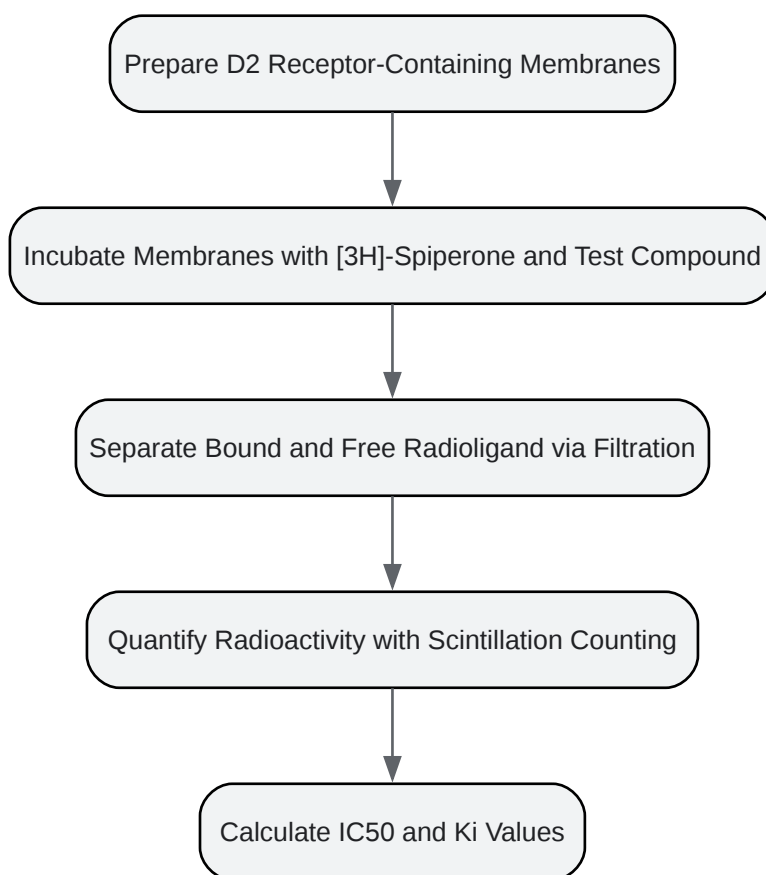 Prepare D2 Receptor-Containing Membranes
Incubate Membranes with [3H]-Spiperone and Test Compound
Separate Bound and Free Radioligand via Filtration
Quantify Radioactivity with Scintillation Counting
Calculate IC50 and Ki Values